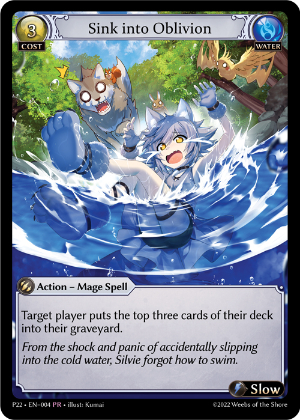 3
Sink into Oblivion
COST
WATER
Action – Mage Spell
Target player puts the top three cards of their deck
into their graveyard.
From the shock and panic of accidentally slipping
into the cold water, Silvie forgot how to swim.
Slow
P22 • EN–004 PR • illust: Kumai
©2022 Weebs of the Shore